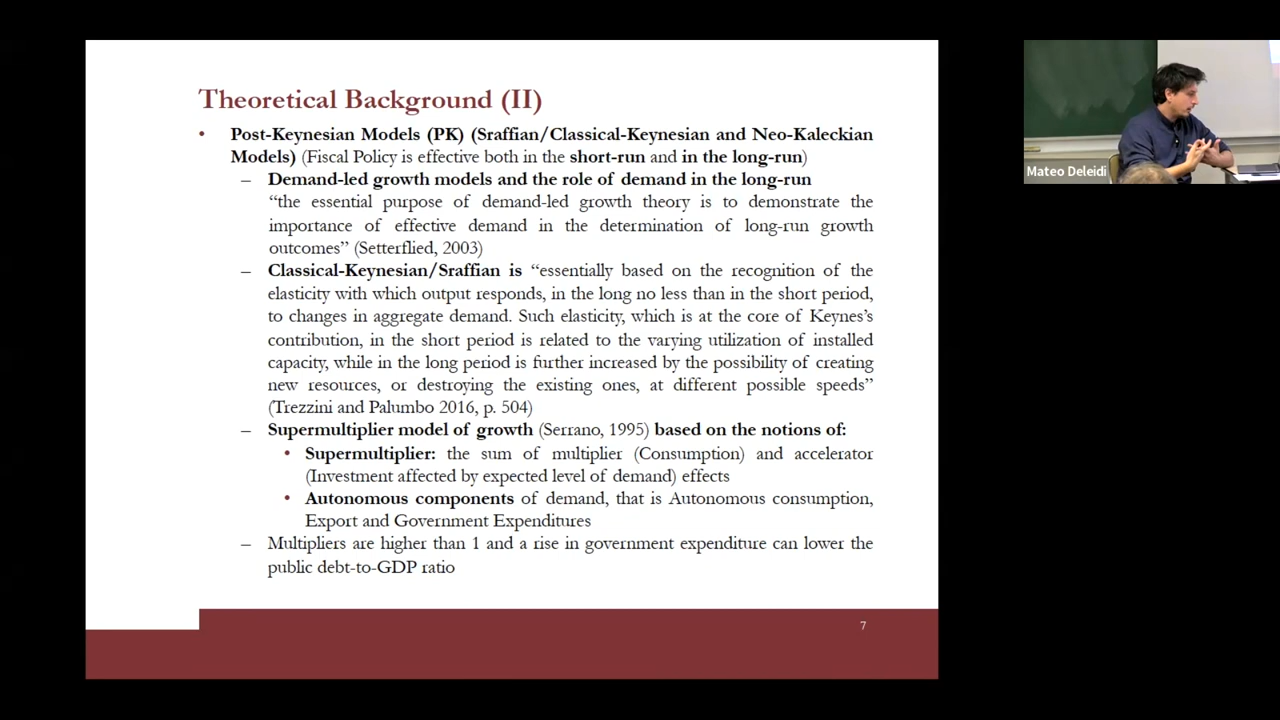 Theoretical Background (II)
• Post-Keynesian Models (PK) (Sraffian/Classical-Keynesian and Neo-Kaleckian
Models) (Fiscal Policy is effective both in the short-run and in the long-run)
– Demand-led growth models and the role of demand in the long-run
“the essential purpose of demand-led growth theory is to demonstrate the
importance of effective demand in the determination of long-run growth
outcomes” (Setterflied, 2003)
– Classical-Keynesian/Sraffian is “essentially based on the recognition of the
elasticity with which output responds, in the long no less than in the short period,
to changes in aggregate demand. Such elasticity, which is at the core of Keynes’s
contribution, in the short period is related to the varying utilization of installed
capacity, while in the long period is further increased by the possibility of creating
new resources, or destroying the existing ones, at different possible speeds”
(Trezzini and Palumbo 2016, p. 504)
– Supermultiplier model of growth (Serrano, 1995) based on the notions of:
• Supermultiplier: the sum of multiplier (Consumption) and accelerator
(Investment affected by expected level of demand) effects
• Autonomous components of demand, that is Autonomous consumption,
Export and Government Expenditures
– Multipliers are higher than 1 and a rise in government expenditure can lower the
public debt-to-GDP ratio
7
Mateo Deleidi